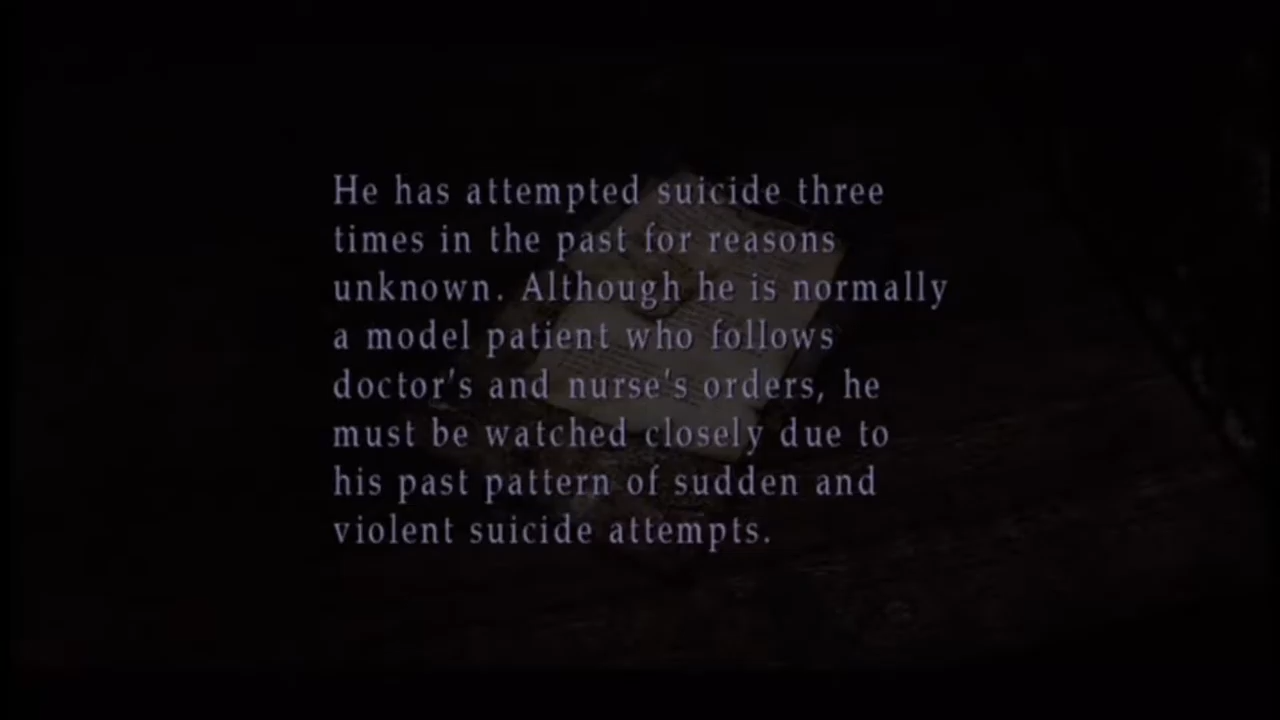 He has attempted suicide three
times in the past for reasons
unknown. Although he is normally
a model patient who follows
doctor's and nurse's orders, he
must be watched closely due to
his past pattern of sudden and
violent suicide attempts.